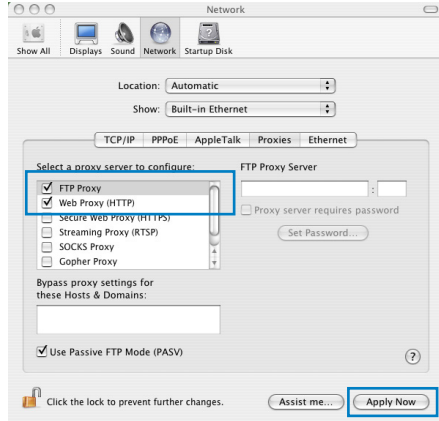 Network
Show All Displays Sound Network Startup Disk
Location: Automatic
Show: Built-in Ethernet
TCP/IP PPPoE AppleTalk Proxies Ethernet
Select a proxy server to configure: FTP Proxy Server
FTP Proxy
:
Web Proxy (HTTP)
Proxy server requires password
Secure Web Proxy (HTTPS)
Streaming Proxy (RTSP) Set Password...
SOCKS Proxy
Gopher Proxy
Bypass proxy settings for
these Hosts & Domains:
Use Passive FTP Mode (PASV) ?
Click the lock to prevent further changes. Assist me... Apply Now